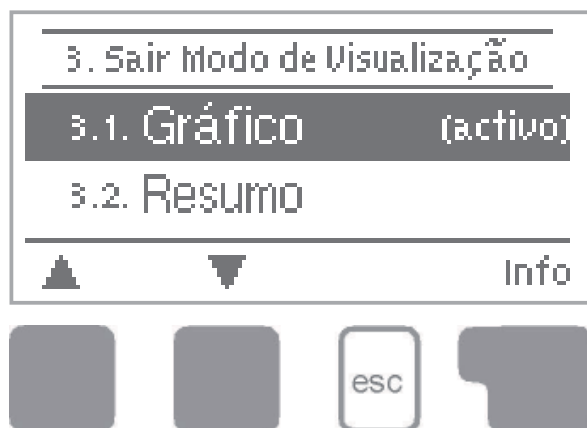 3. Sair Modo de Visualização
3.1. Gráfico (activo)
3.2. Resumo
Info
esc